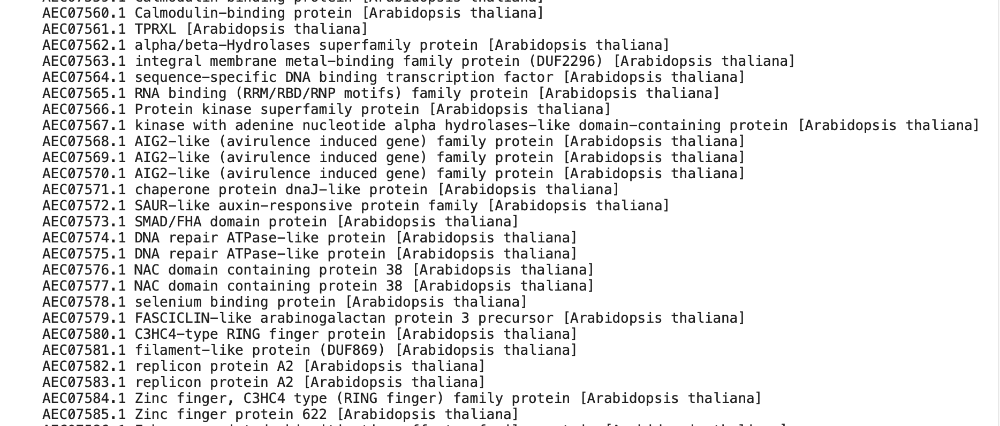 AEC07560.1 Calmodulin-binding protein [Arabidopsis thaliana]
AEC07561.1 TPRXL [Arabidopsis thaliana]
AEC07562.1 alpha/beta-Hydrolases superfamily protein [Arabidopsis thaliana]
AEC07563.1 integral membrane metal-binding family protein (DUF2296) [Arabidopsis thaliana]
AEC07564.1 sequence-specific DNA binding transcription factor [Arabidopsis thaliana]
AEC07565.1 RNA binding (RRM/RBD/RNP motifs) family protein [Arabidopsis thaliana]
AEC07566.1 Protein kinase superfamily protein [Arabidopsis thaliana]
AEC07567.1 kinase with adenine nucleotide alpha hydrolases-like domain-containing protein [Arabidopsis thaliana]
AEC07568.1 AIG2-like (avirulence induced gene) family protein [Arabidopsis thaliana]
AEC07569.1 AIG2-like (avirulence induced gene) family protein [Arabidopsis thaliana]
AEC07570.1 AIG2-like (avirulence induced gene) family protein [Arabidopsis thaliana]
AEC07571.1 chaperone protein dnaJ-like protein [Arabidopsis thaliana]
AEC07572.1 SAUR-like auxin-responsive protein family [Arabidopsis thaliana]
AEC07573.1 SMAD/FHA domain protein [Arabidopsis thaliana]
AEC07574.1 DNA repair ATPase-like protein [Arabidopsis thaliana]
AEC07575.1 DNA repair ATPase-like protein [Arabidopsis thaliana]
AEC07576.1 NAC domain containing protein 38 [Arabidopsis thaliana]
AEC07577.1 NAC domain containing protein 38 [Arabidopsis thaliana]
AEC07578.1 selenium binding protein [Arabidopsis thaliana]
AEC07579.1 FASCICLIN-like arabinogalactan protein 3 precursor [Arabidopsis thaliana]
AEC07580.1 C3HC4-type RING finger protein [Arabidopsis thaliana]
AEC07581.1 filament-like protein (DUF869) [Arabidopsis thaliana]
AEC07582.1 replicon protein A2 [Arabidopsis thaliana]
AEC07583.1 replicon protein A2 [Arabidopsis thaliana]
AEC07584.1 Zinc finger, C3HC4 type (RING finger) family protein [Arabidopsis thaliana]
AEC07585.1 Zinc finger protein 622 [Arabidopsis thaliana]